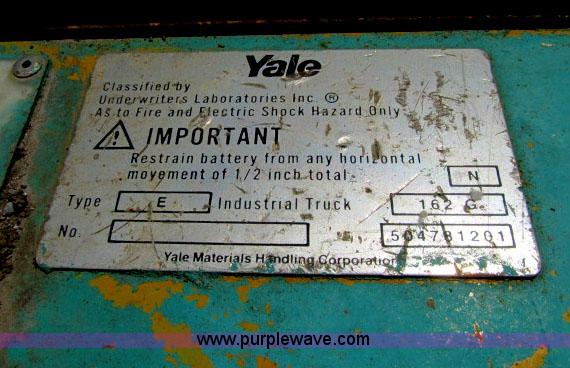 Yale
Classified by
Underwriters Laboratories Inc. ®
As to Fire and Electric Shock Hazard Only
⚠ IMPORTANT
Restrain battery from any horizontal
movement of 1/2 inch total
N
Type E Industrial Truck 162 G
No. 504781201
Yale Materials Handling Corporation
www.purplewave.com